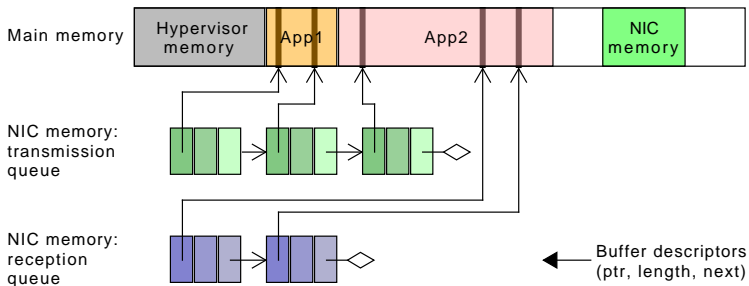 Main memory
Hypervisor
memory
App1
App2
NIC
memory
NIC memory:
transmission
queue
NIC memory:
reception
queue
Buffer descriptors
(ptr, length, next)